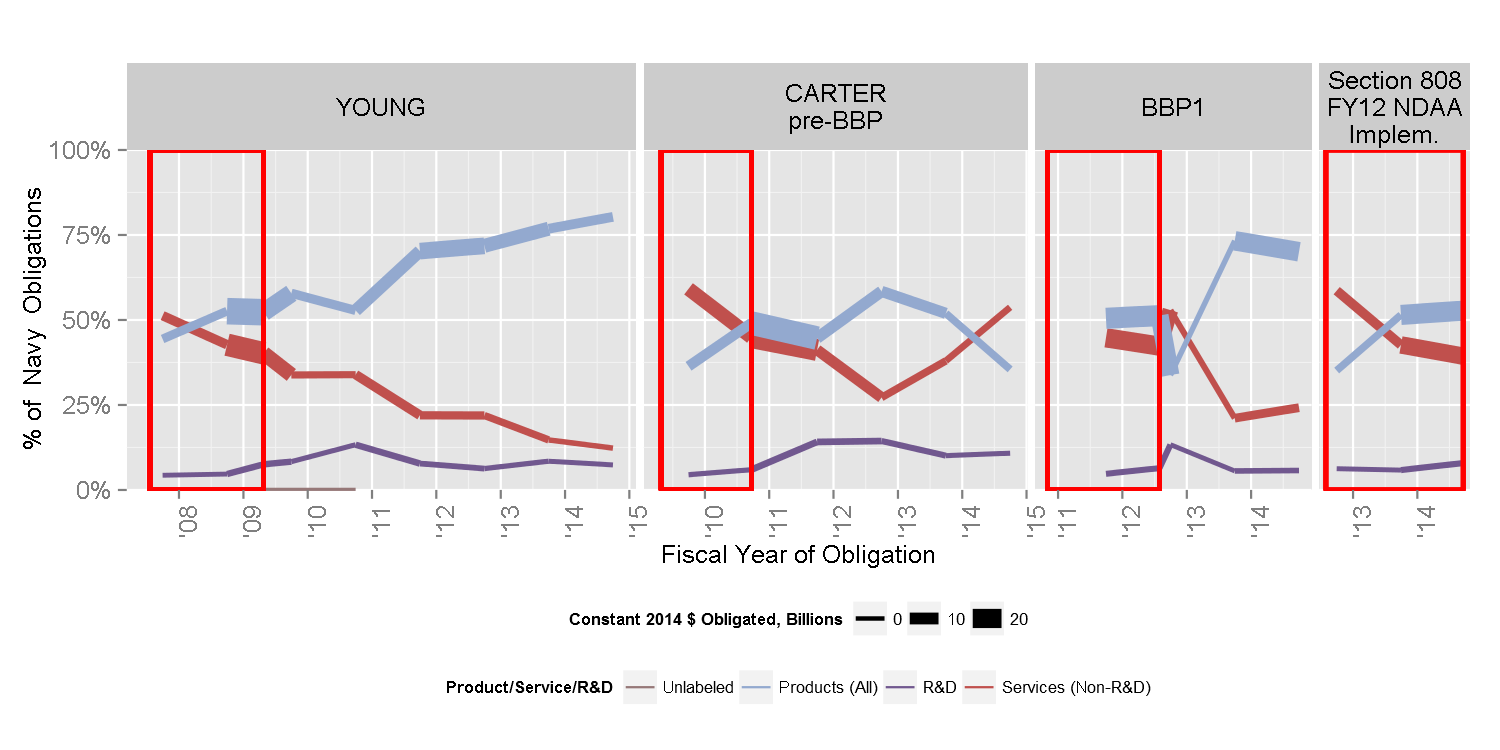 YOUNG
CARTER
pre-BBP
BBP1
Section 808
FY12 NDAA
Implem.
100%
75%
50%
25%
0%
% of Navy Obligations
'08
'09
'10
'11
'12
'13
'14
'15
'10
'11
'12
'13
'14
'15
'11
'12
'13
'14
'13
'14
Fiscal Year of Obligation
Constant 2014 $ Obligated, Billions 0 10 20
Product/Service/R&D Unlabeled Products (All) R&D Services (Non-R&D)